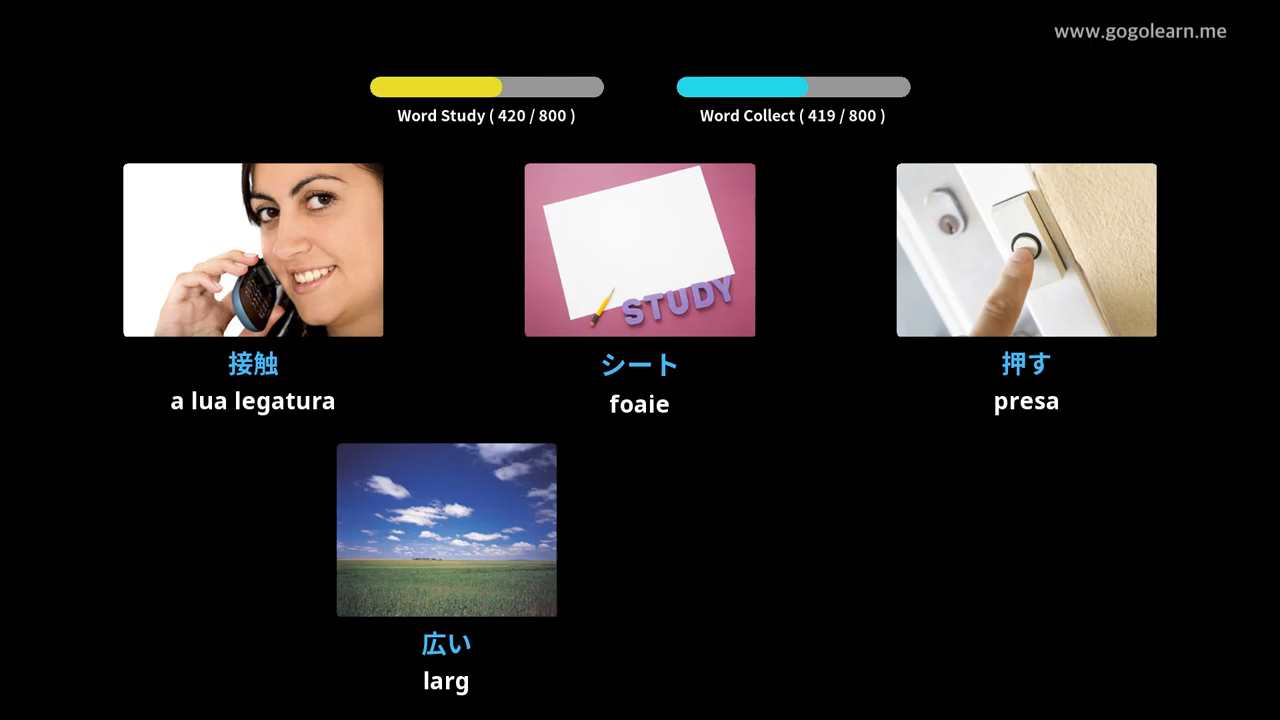 www.gogolearn.me
Word Study ( 420 / 800 )
Word Collect ( 419 / 800 )
STUDY
接触
a lua legatura
シート
foaie
押す
presa
広い
larg